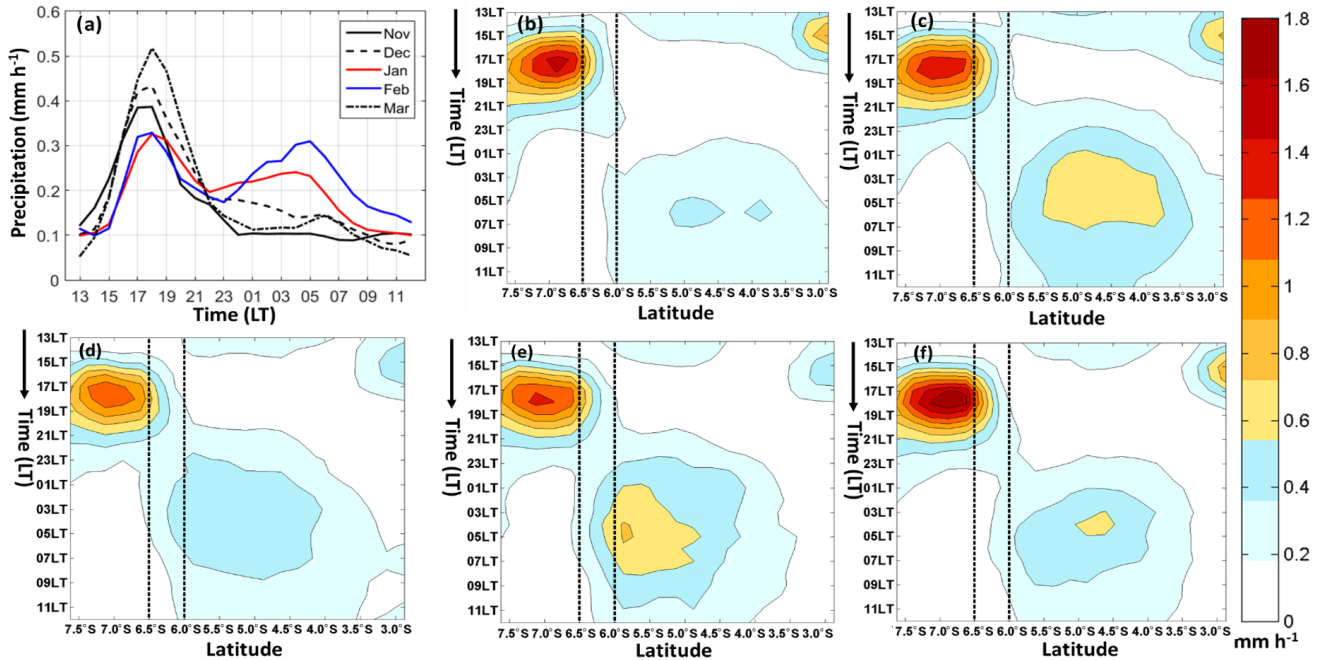 (a)
Precipitation (mm h-1)
0.6
0.5
0.4
0.3
0.2
0.1
0
Nov
Dec
Jan
Feb
Mar
13 15 17 19 21 23 01 03 05 07 09 11
Time (LT)
(b)
Time (LT)
13LT
15LT
17LT
19LT
21LT
23LT
01LT
03LT
05LT
07LT
09LT
11LT
7.5°S 7.0°S 6.5°S 6.0°S 5.5°S 5.0°S 4.5°S 4.0°S 3.5°S 3.0°S
Latitude
(c)
Time (LT)
13LT
15LT
17LT
19LT
21LT
23LT
01LT
03LT
05LT
07LT
09LT
11LT
7.5°S 7.0°S 6.5°S 6.0°S 5.5°S 5.0°S 4.5°S 4.0°S 3.5°S 3.0°S
Latitude
1.8
1.6
1.4
1.2
1
0.8
0.6
0.4
0.2
0
mm h-1
(d)
Time (LT)
13LT
15LT
17LT
19LT
21LT
23LT
01LT
03LT
05LT
07LT
09LT
11LT
7.5°S 7.0°S 6.5°S 6.0°S 5.5°S 5.0°S 4.5°S 4.0°S 3.5°S 3.0°S
Latitude
(e)
Time (LT)
13LT
15LT
17LT
19LT
21LT
23LT
01LT
03LT
05LT
07LT
09LT
11LT
7.5°S 7.0°S 6.5°S 6.0°S 5.5°S 5.0°S 4.5°S 4.0°S 3.5°S 3.0°S
Latitude
(f)
Time (LT)
13LT
15LT
17LT
19LT
21LT
23LT
01LT
03LT
05LT
07LT
09LT
11LT
7.5°S 7.0°S 6.5°S 6.0°S 5.5°S 5.0°S 4.5°S 4.0°S 3.5°S 3.0°S
Latitude